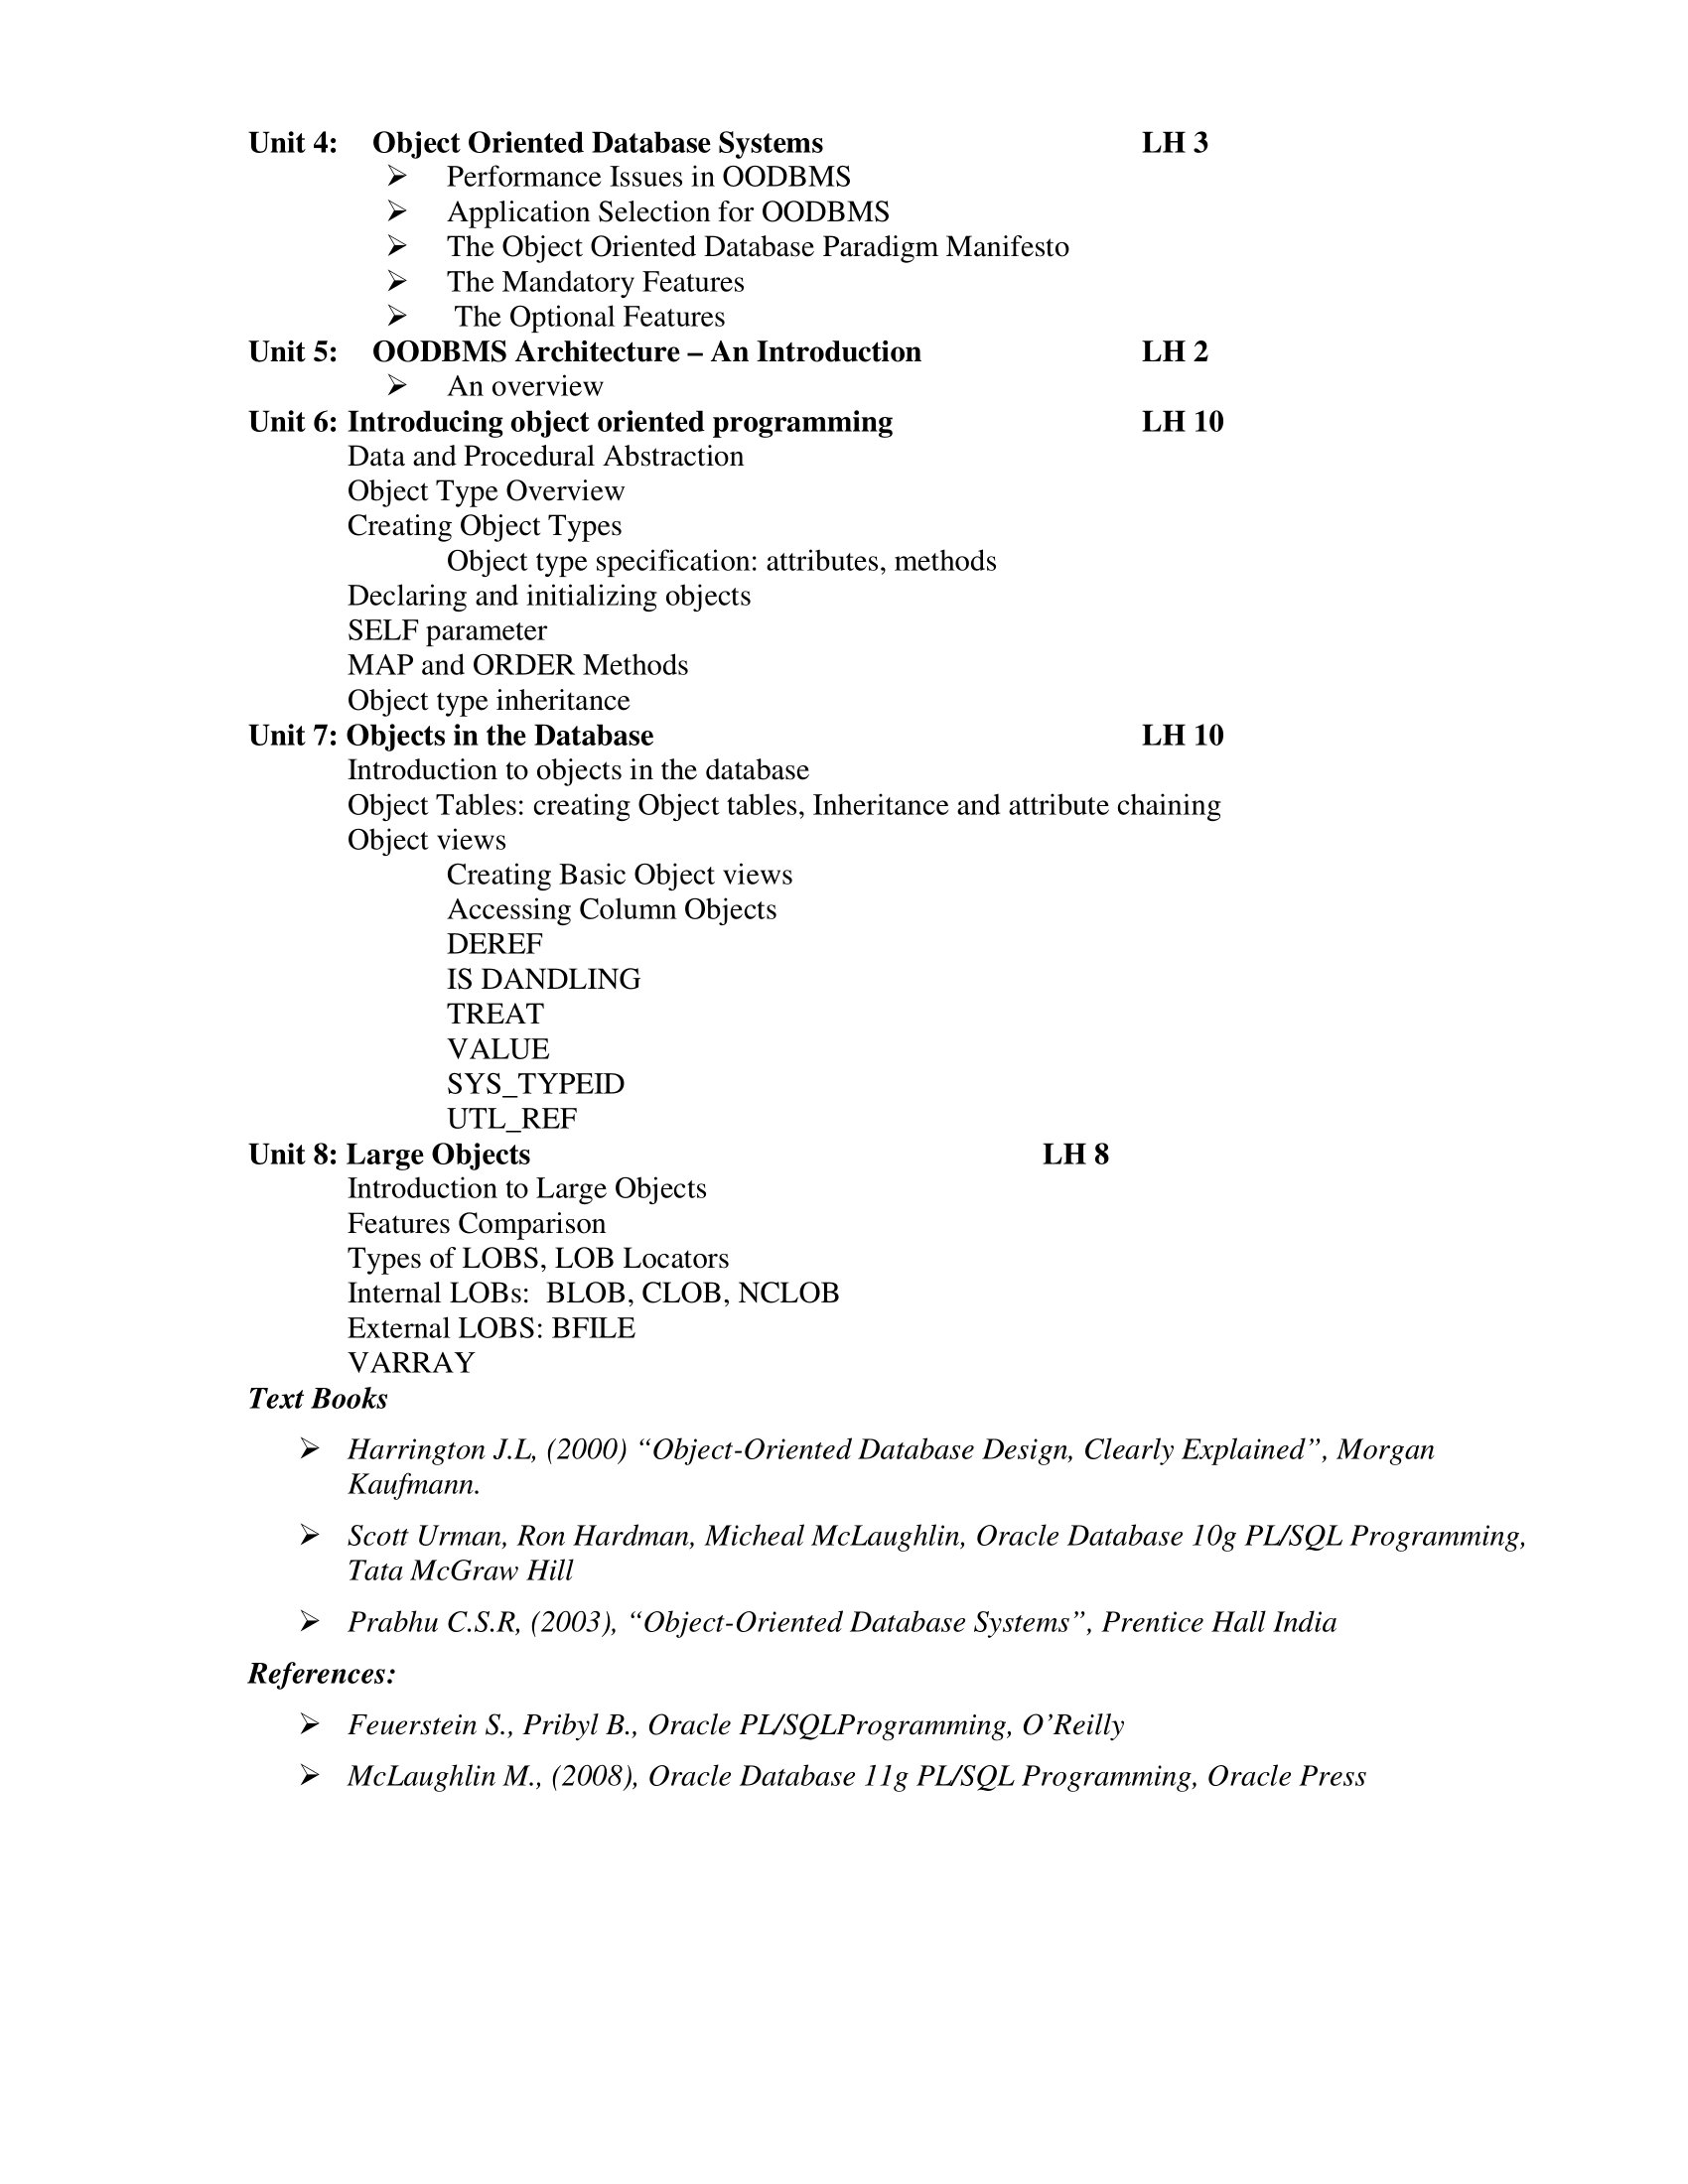 Unit 4: Object Oriented Database Systems LH 3
➢ Performance Issues in OODBMS
➢ Application Selection for OODBMS
➢ The Object Oriented Database Paradigm Manifesto
➢ The Mandatory Features
➢ The Optional Features
Unit 5: OODBMS Architecture – An Introduction LH 2
➢ An overview
Unit 6: Introducing object oriented programming LH 10
Data and Procedural Abstraction
Object Type Overview
Creating Object Types
Object type specification: attributes, methods
Declaring and initializing objects
SELF parameter
MAP and ORDER Methods
Object type inheritance
Unit 7: Objects in the Database LH 10
Introduction to objects in the database
Object Tables: creating Object tables, Inheritance and attribute chaining
Object views
Creating Basic Object views
Accessing Column Objects
DEREF
IS DANDLING
TREAT
VALUE
SYS_TYPEID
UTL_REF
Unit 8: Large Objects LH 8
Introduction to Large Objects
Features Comparison
Types of LOBS, LOB Locators
Internal LOBs: BLOB, CLOB, NCLOB
External LOBS: BFILE
VARRAY
Text Books
➢ Harrington J.L, (2000) “Object-Oriented Database Design, Clearly Explained”, Morgan
Kaufmann.
➢ Scott Urman, Ron Hardman, Micheal McLaughlin, Oracle Database 10g PL/SQL Programming,
Tata McGraw Hill
➢ Prabhu C.S.R, (2003), “Object-Oriented Database Systems”, Prentice Hall India
References:
➢ Feuerstein S., Pribyl B., Oracle PL/SQLProgramming, O’Reilly
➢ McLaughlin M., (2008), Oracle Database 11g PL/SQL Programming, Oracle Press